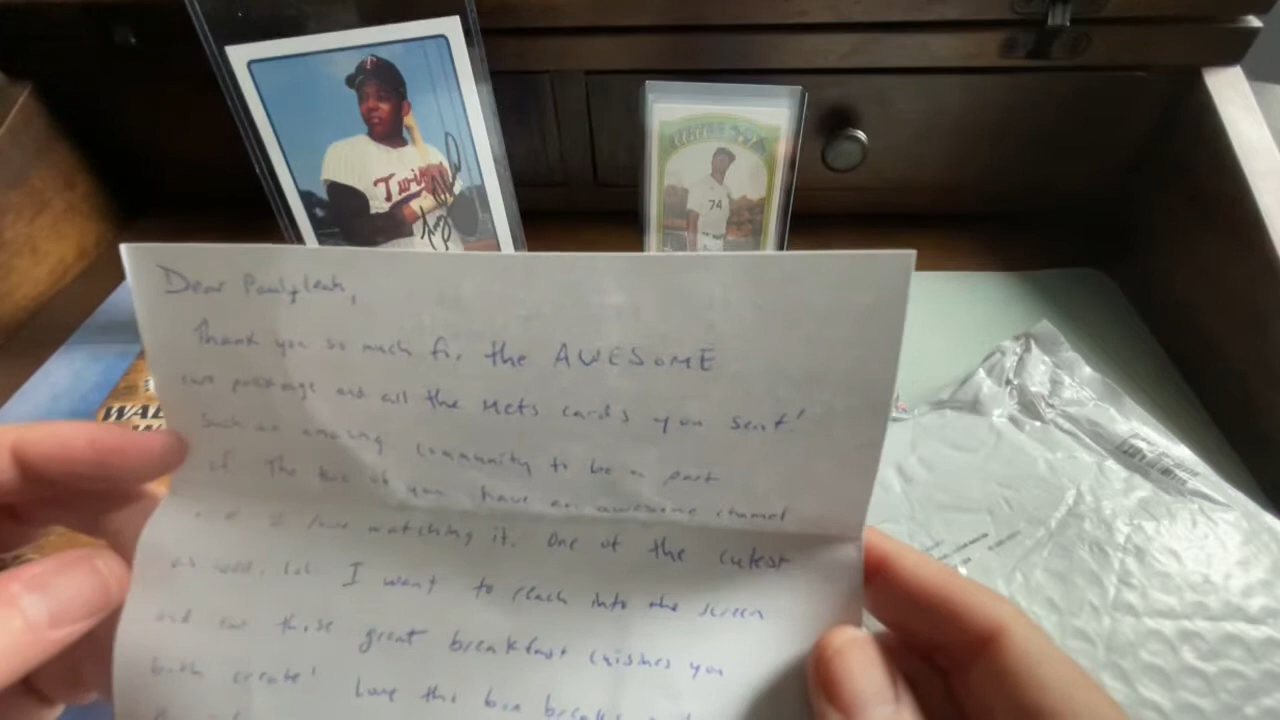 Twins
74
Dear
Thank you so much for the AWESOME
care package and all the Mets cards you sent!
Such an amazing community to be a part
of. The two of you have an awesome channel
I love watching it. One of the cutest
as well. lol. I want to reach into the screen
and eat those great breakfast you
both create! Love the box breaks